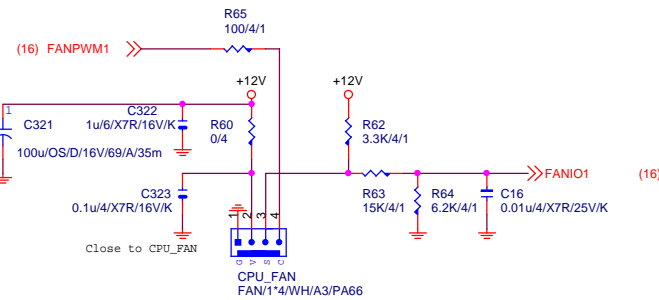 R65
100/4/1
(16) FANPWM1
+12V
+12V
1
C321
100u/OS/D/16V/69/A/35m
C322
1u/6/X7R/16V/K
R60
0/4
R62
3.3K/4/1
FANIO1
(16)
C323
0.1u/4/X7R/16V/K
R63
15K/4/1
R64
6.2K/4/1
C16
0.01u/4/X7R/25V/K
1
2
3
4
Close to CPU_FAN
G
V
S
C
CPU_FAN
FAN/1*4/WH/A3/PA66